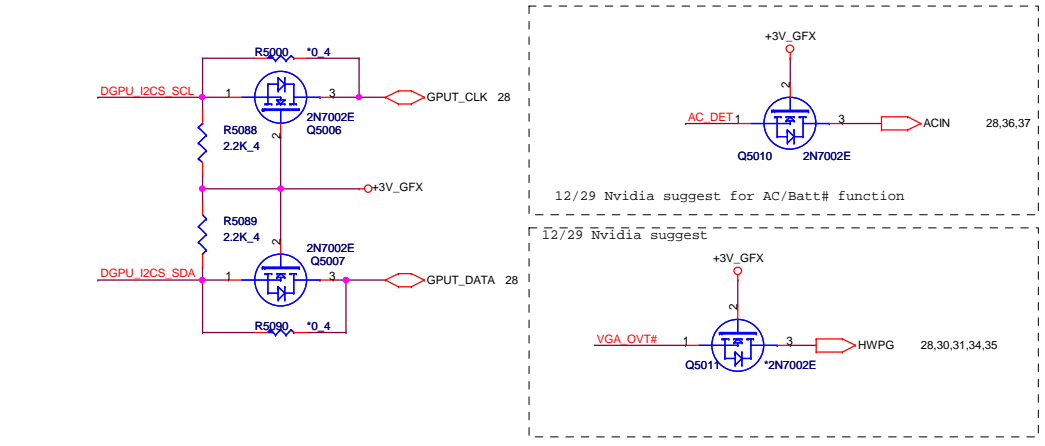 R5000 *0_4
DGPU_I2CS_SCL 1 3 GPUT_CLK 28
2N7002E
Q5006
R5088
2.2K_4
2
+3V_GFX
R5089
2.2K_4
2
2N7002E
Q5007
DGPU_I2CS_SDA 1 3 GPUT_DATA 28
R5090 *0_4
+3V_GFX
2
AC_DET 1 3 ACIN 28,36,37
Q5010 2N7002E
12/29 Nvidia suggest for AC/Batt# function
12/29 Nvidia suggest
+3V_GFX
2
VGA_OVT# 1 3 HWPG 28,30,31,34,35
Q5011 *2N7002E